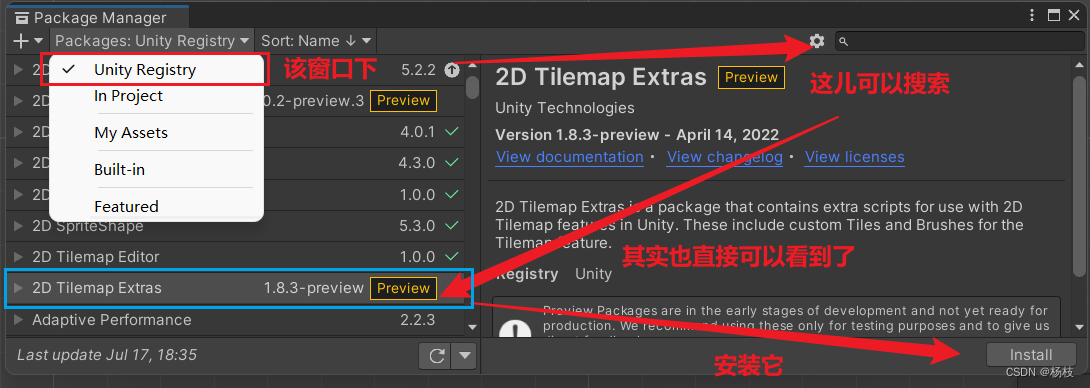 Package Manager
Packages: Unity Registry
Sort: Name ↓
Unity Registry
In Project
My Assets
Built-in
Featured
该窗口下
2D
5.2.2
2D
0.2-preview.3 Preview
2D
4.0.1
2D
4.3.0
2D
1.0.0
2D SpriteShape 5.3.0
2D Tilemap Editor 1.0.0
2D Tilemap Extras 1.8.3-preview Preview
Adaptive Performance 2.2.3
Last update Jul 17, 18:35
2D Tilemap Extras Preview
这儿可以搜索
Unity Technologies
Version 1.8.3-preview - April 14, 2022
View documentation • View changelog • View licenses
2D Tilemap Extras is a package that contains extra scripts for use with 2D
Tilemap features in Unity. These include custom Tiles and Brushes for the
Tilemap feature.
其实也直接可以看到了
Registry Unity
Preview Packages are in the early stages of development and not yet ready for
production. We recommend using these only for testing purposes and to give us
安装它
Install
CSDN @杨枝